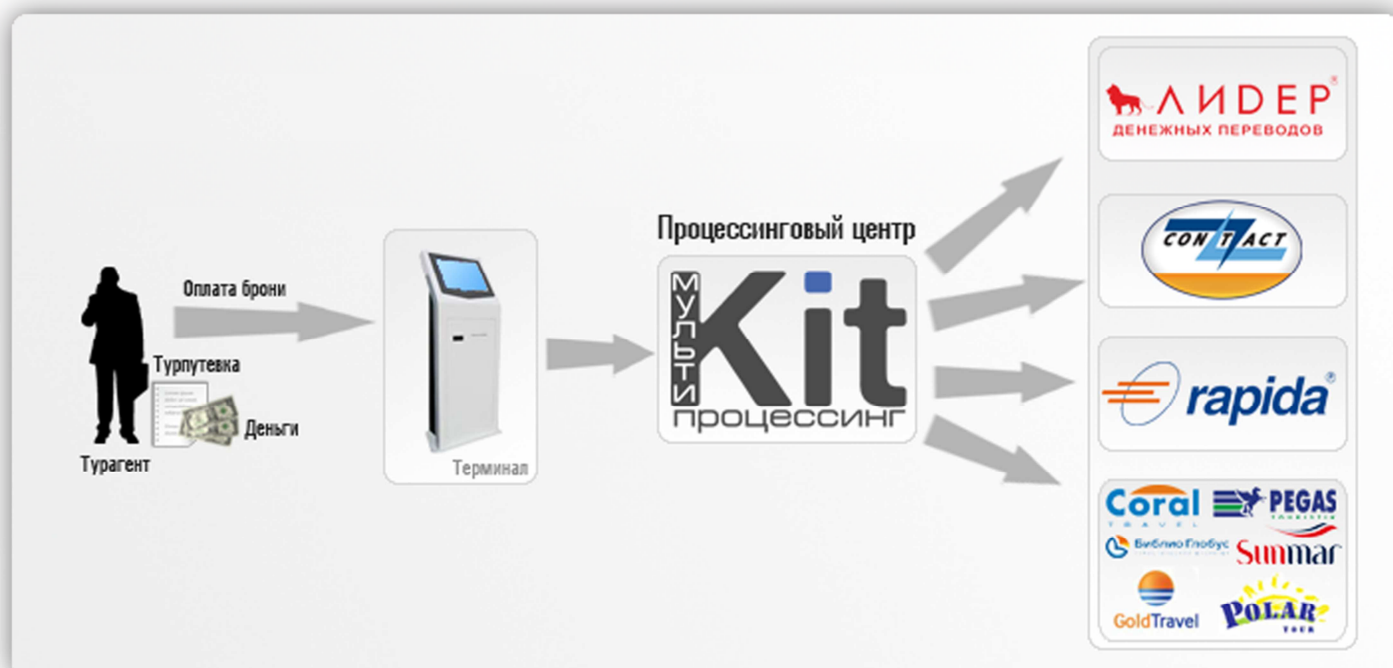 Оплата брони
Турпутевка
Деньги
Турагент
Терминал
Процессинговый центр
МУЛЬТИ
Kit
процессинг
ЛИДЕР®
ДЕНЕЖНЫХ ПЕРЕВОДОВ
CONTACT
rapida®
Coral
TRAVEL
PEGAS
TOURISTIK
Библио Глобус
Sunmar
GoldTravel
POLAR
TOUR